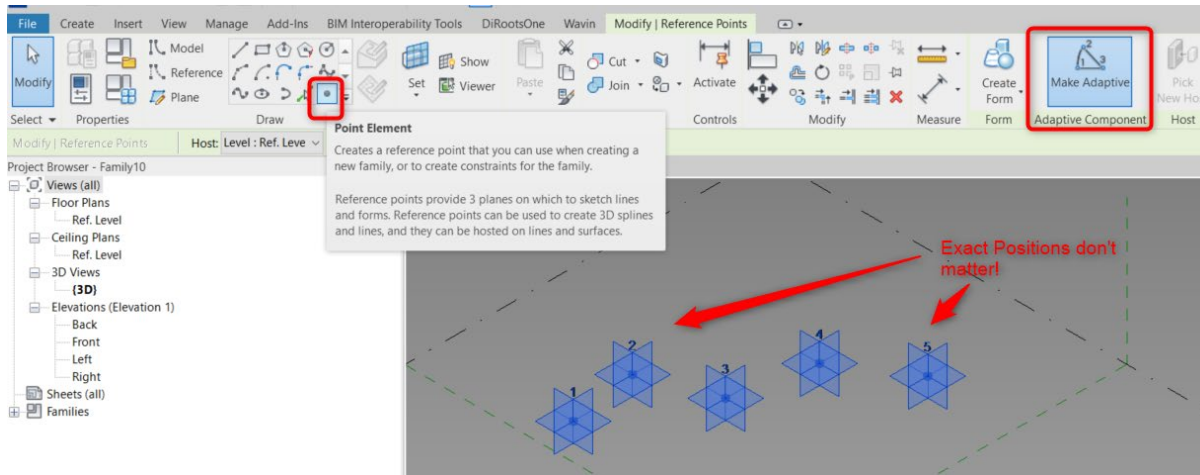 File Create Insert View Manage Add-Ins BIM Interoperability Tools DiRootsOne Wavin Modify | Reference Points
Modify
Model
Reference
Plane
Set
Show
Viewer
Paste
Cut
Join
Activate
Create
Form
Make Adaptive
Pick
New Ho
Select Properties Draw Controls Modify Measure Form Adaptive Component Host
Modify | Reference Points Host: Level : Ref. Leve
Point Element
Creates a reference point that you can use when creating a
new family, or to create constraints for the family.
Reference points provide 3 planes on which to sketch lines
and forms. Reference points can be used to create 3D splines
and lines, and they can be hosted on lines and surfaces.
Project Browser - Family10
Views (all)
Floor Plans
Ref. Level
Ceiling Plans
Ref. Level
3D Views
{3D}
Elevations (Elevation 1)
Back
Front
Left
Right
Sheets (all)
Families
Exact Positions don't
matter!
1
2
3
4
5